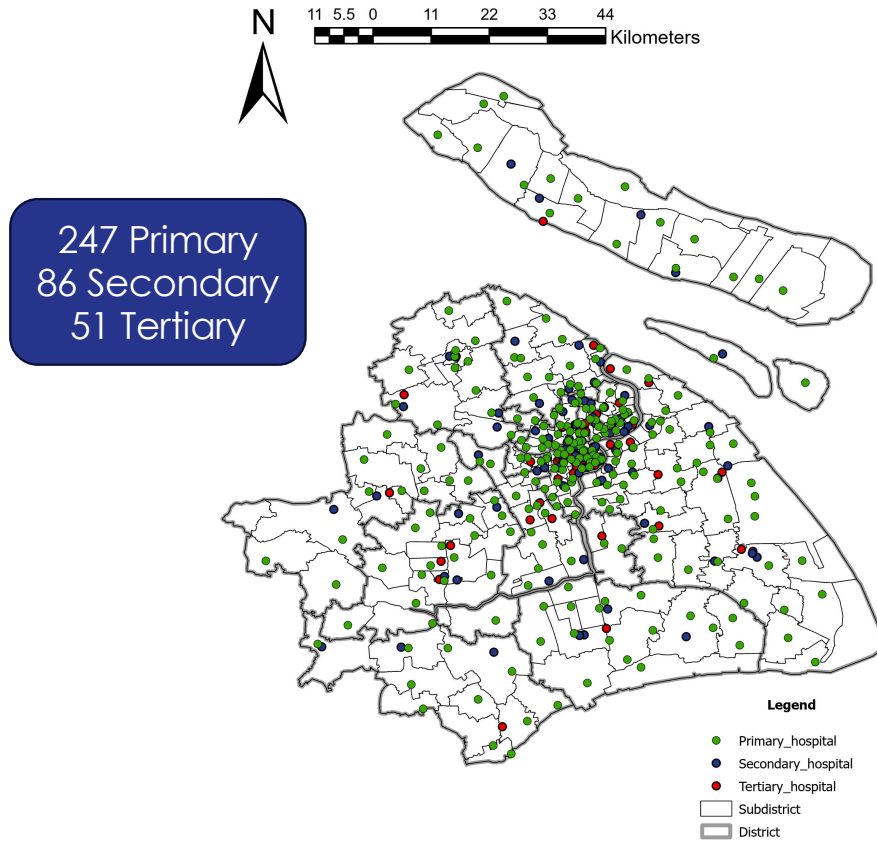 N
11 5.5 0 11 22 33 44
Kilometers
247 Primary
86 Secondary
51 Tertiary
Legend
Primary_hospital
Secondary_hospital
Tertiary_hospital
Subdistrict
District